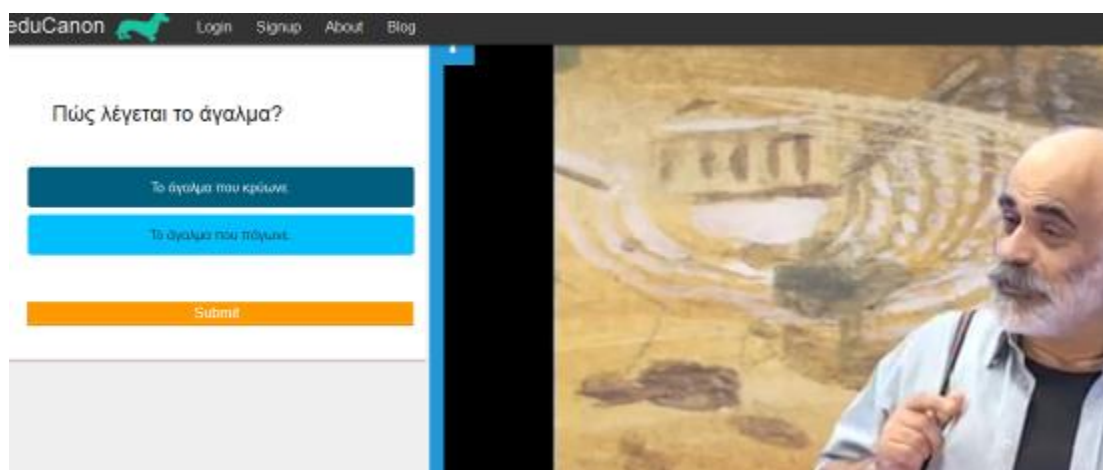 eduCanon Login Signup About Blog
Πώς λέγεται το άγαλμα?
Το άγαλμα που κρύωνε
Το άγαλμα που πάγωνε
Submit